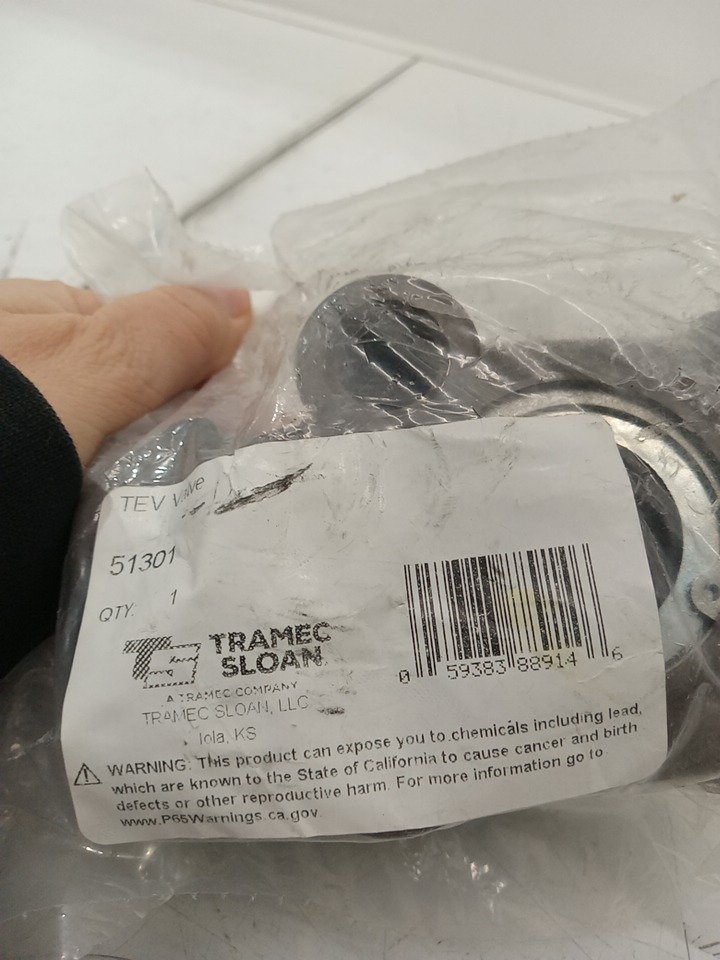 TEV Valve
51301
QTY: 1
TS
TRAMEC
SLOAN
A TRAMEC COMPANY
TRAMEC SLOAN, LLC
Iola, KS
0 59383 88914 6
WARNING: This product can expose you to chemicals including lead,
which are known to the State of California to cause cancer and birth
defects or other reproductive harm. For more information go to
www.P65Warnings.ca.gov.